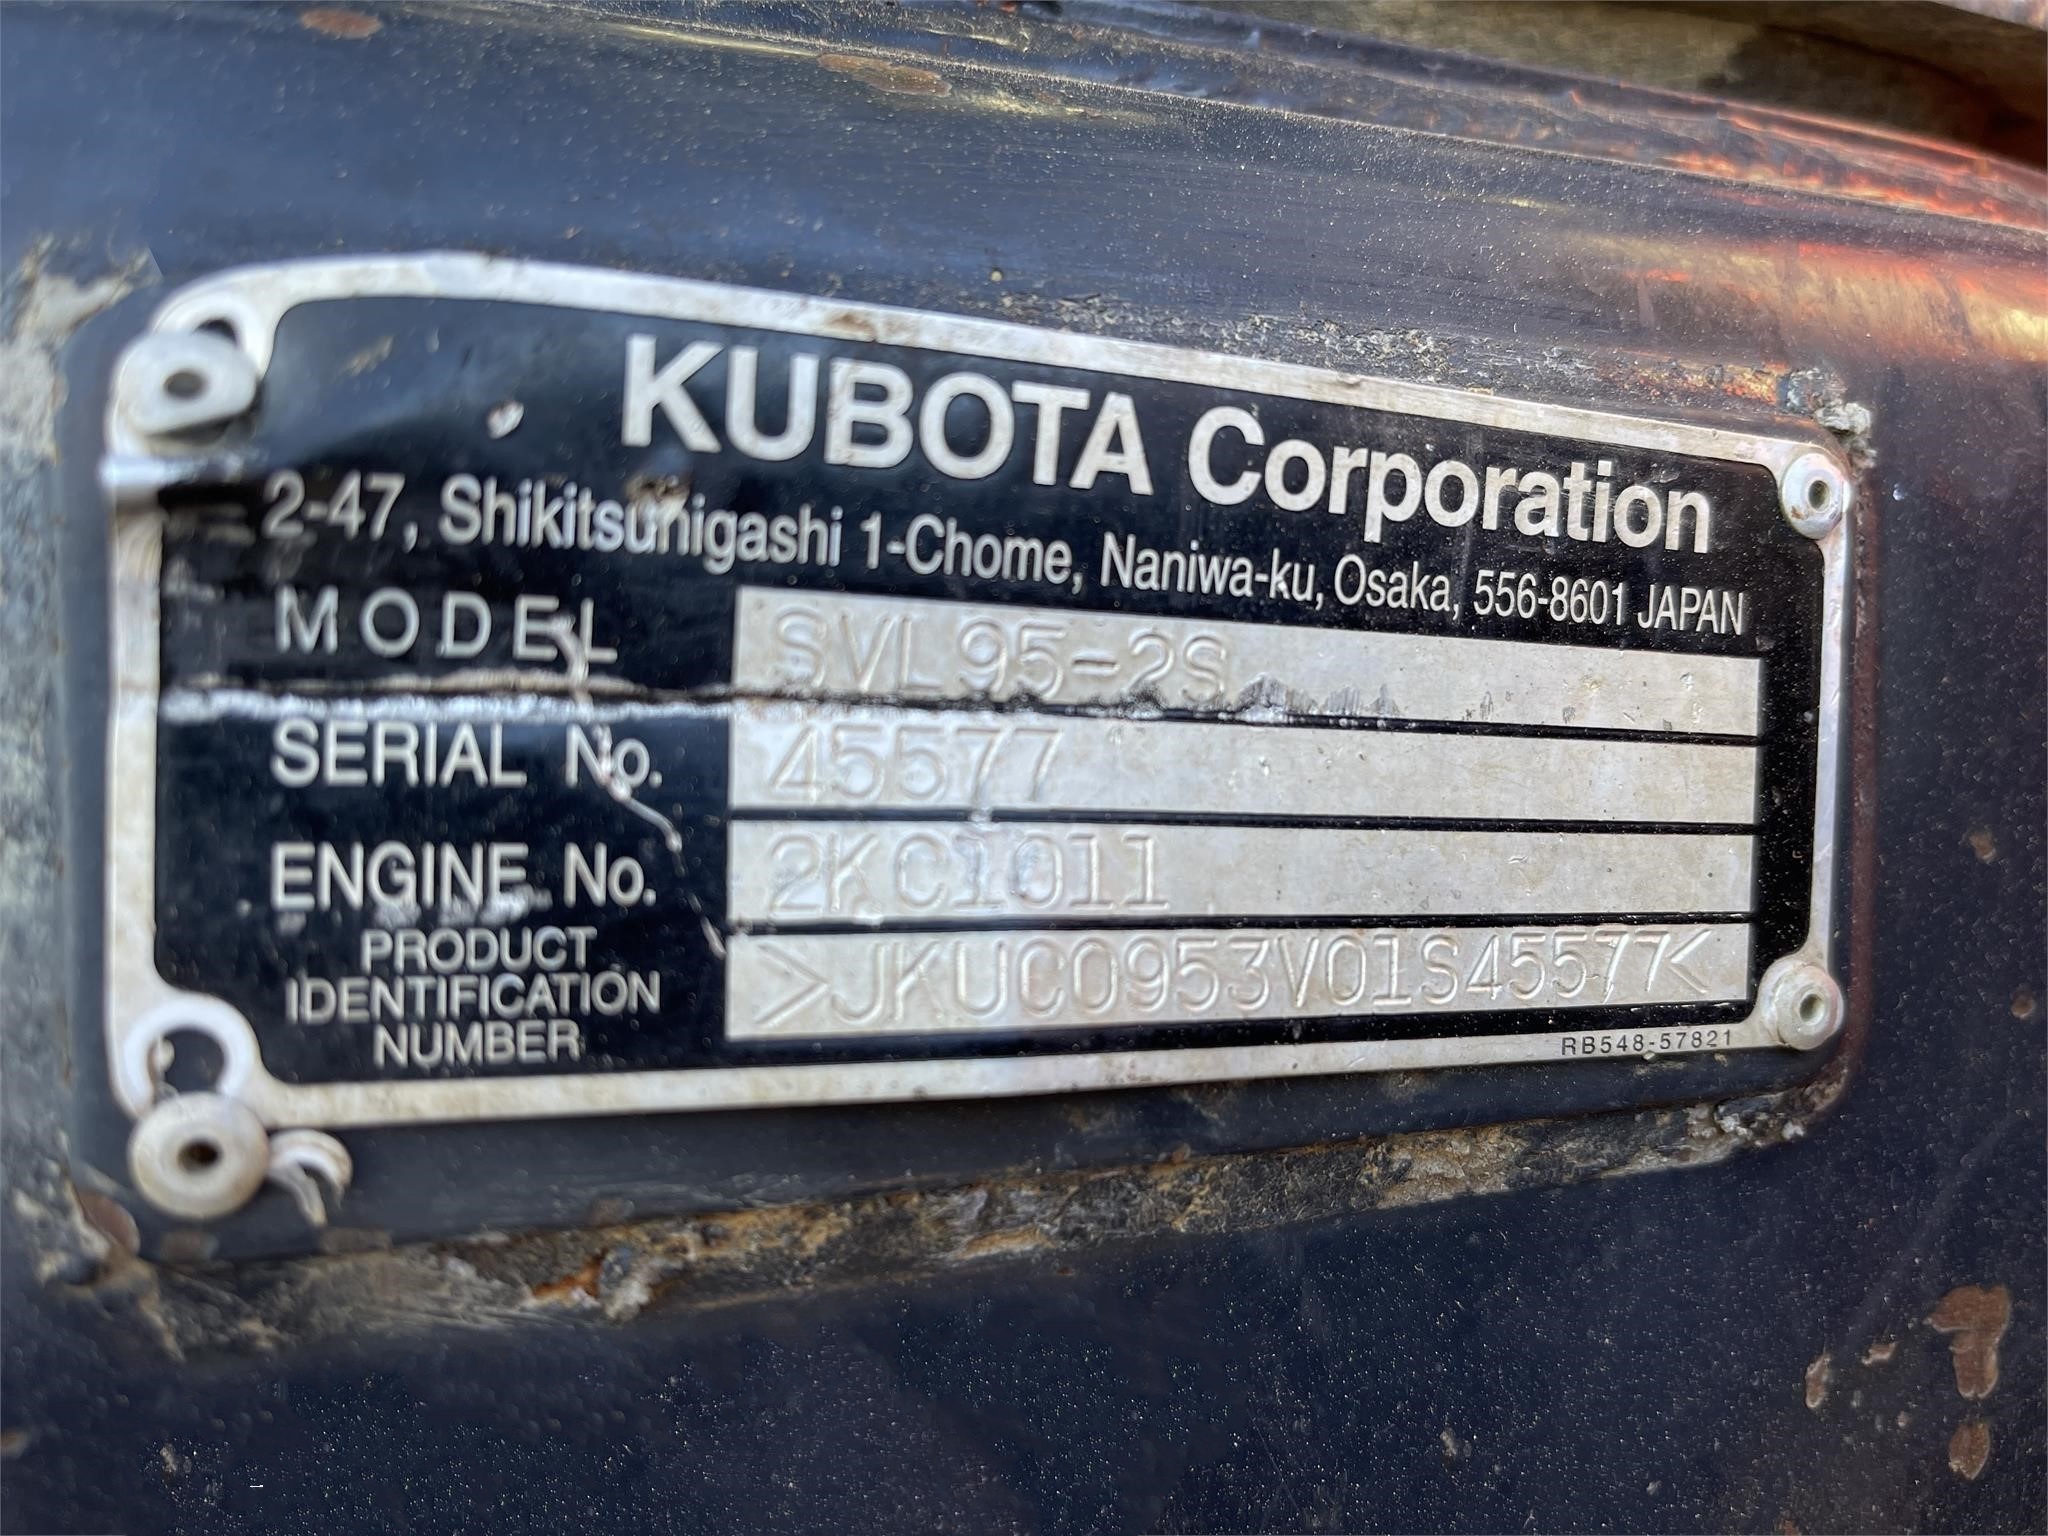 KUBOTA Corporation
2-47, Shikitsuhigashi 1-Chome, Naniwa-ku, Osaka, 556-8601 JAPAN
MODEL SVL95-2S
SERIAL No. 45577
ENGINE No. 2KC1011
PRODUCT
IDENTIFICATION
NUMBER
>JKUC0953V01S45577<
RB548-57821